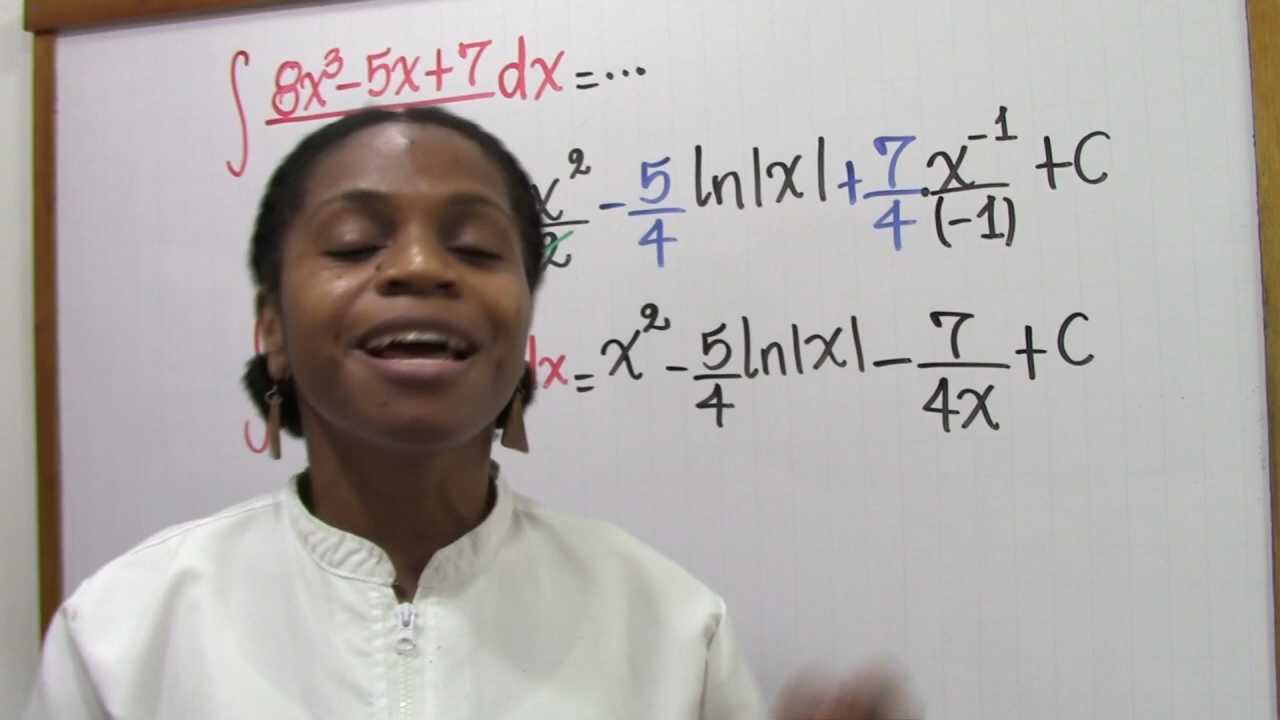 ∫ 8x³-5x+7 dx = ...
x²/2 - 5/4 ln|x| + 7/4 · x⁻¹/(-1) + C
dx = x² - 5/4 ln|x| - 7/4x + C